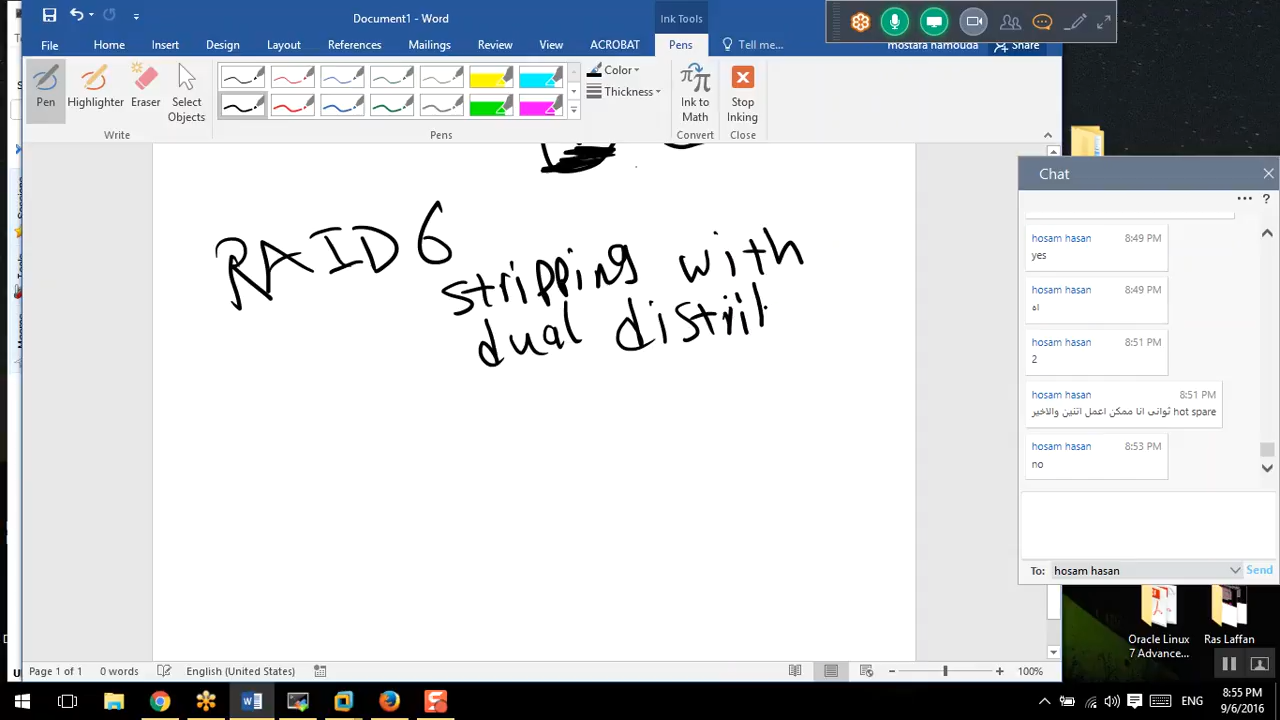 Document1 - Word
Ink Tools
File
Home
Insert
Design
Layout
References
Mailings
Review
View
ACROBAT
Pens
Tell me...
mostafa hamouda
Share
Pen
Highlighter
Eraser
Select Objects
Color
Thickness
Ink to Math
Stop Inking
Write
Pens
Convert
Close
RAID 6
stripping with
dual distrib
Chat
hosam hasan 8:49 PM
yes
hosam hasan 8:49 PM
اه
hosam hasan 8:51 PM
2
hosam hasan 8:51 PM
ثوانى انا ممكن اعمل اتنين والاخير hot spare
hosam hasan 8:53 PM
no
To: hosam hasan Send
Oracle Linux
7 Advance...
Ras Laffan
Page 1 of 1 0 words English (United States) 100%
ENG
8:55 PM
9/6/2016